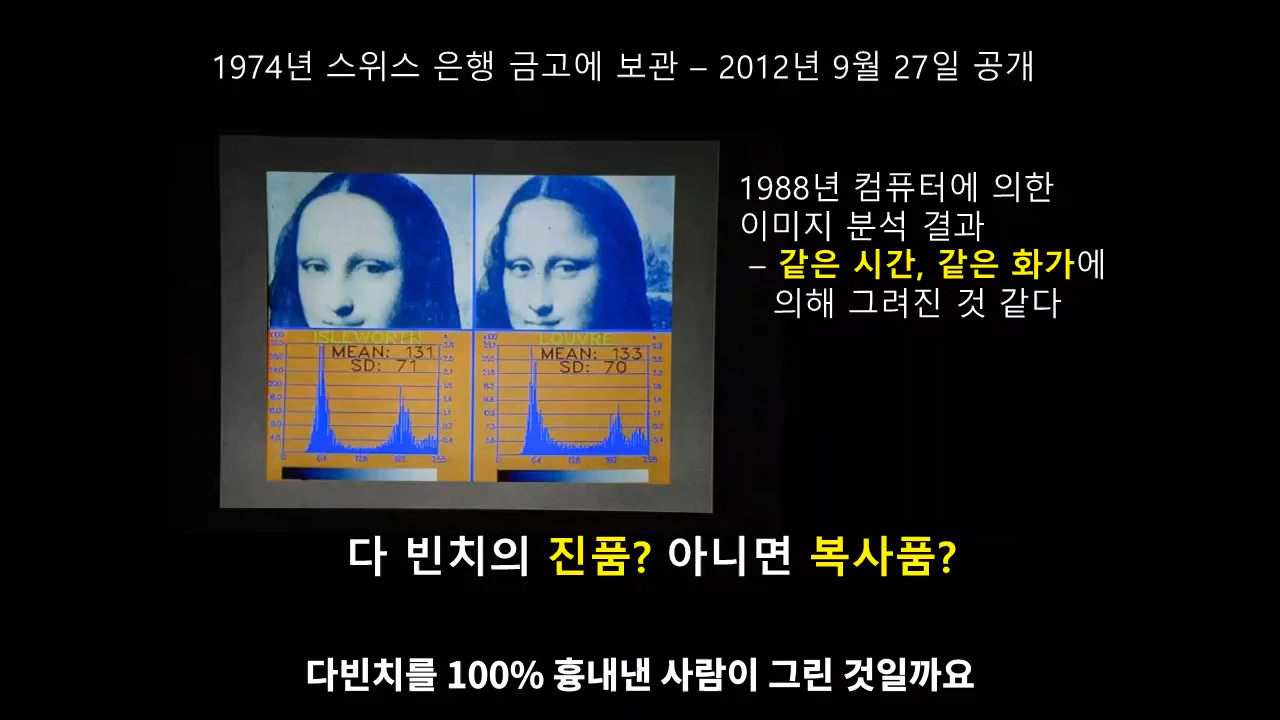 1974년 스위스 은행 금고에 보관 – 2012년 9월 27일 공개
1988년 컴퓨터에 의한
이미지 분석 결과
– 같은 시간, 같은 화가에
의해 그려진 것 같다
ISLEWORTH
MEAN: 131
SD: 71
LOUVRE
MEAN: 133
SD: 70
다 빈치의 진품? 아니면 복사품?
다빈치를 100% 흉내낸 사람이 그린 것일까요